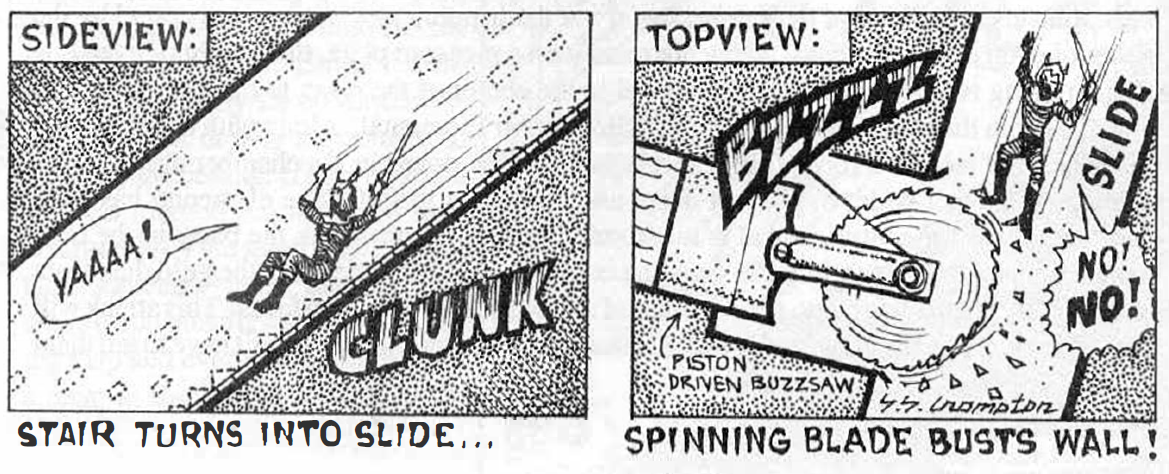 SIDEVIEW:
YAAAA!
CLUNK
STAIR TURNS INTO SLIDE...
TOPVIEW:
BZZZZ
SLIDE
NO!
NO!
PISTON
DRIVEN BUZZSAW
S.S. Crompton
SPINNING BLADE BUSTS WALL!